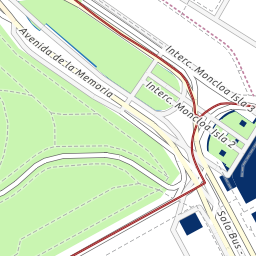 Avenida de la Memoria
Interc. Moncloa Isla 3
Interc. Moncloa Isla 2
Solo Bus